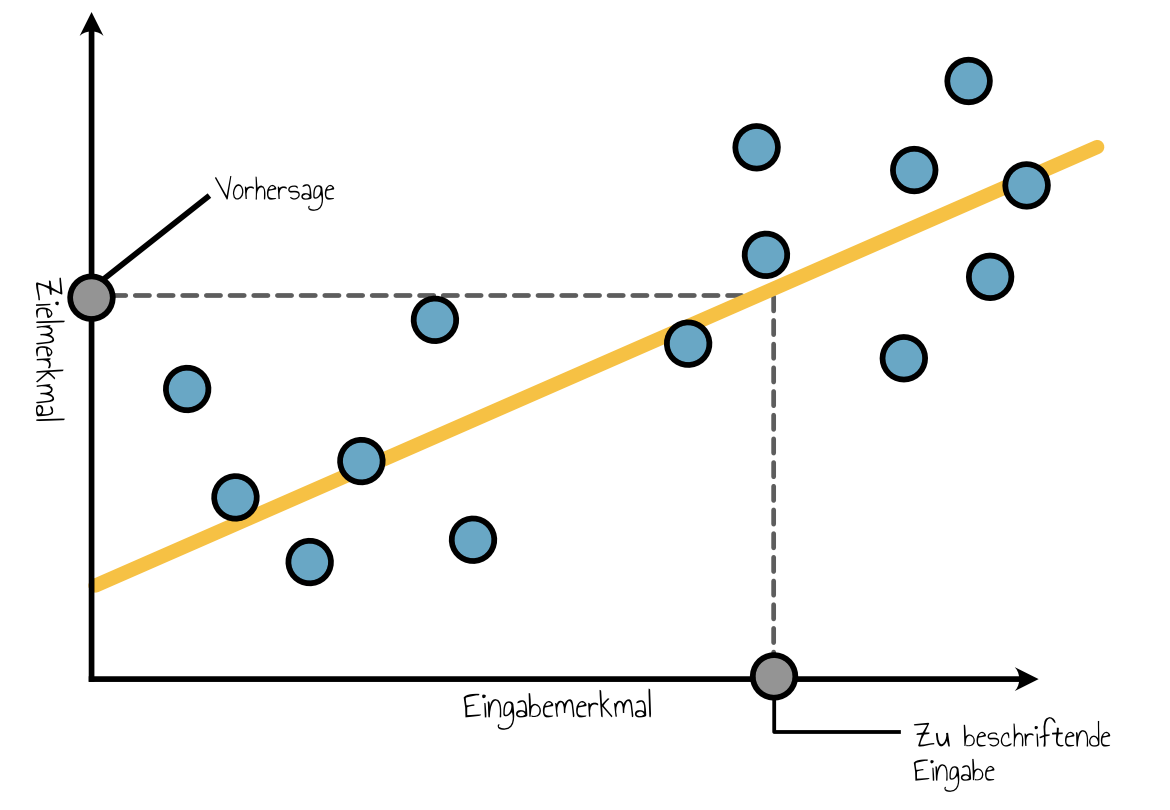 Vorhersage
Zielmerkmal
Eingabemerkmal
Zu beschriftende
Eingabe